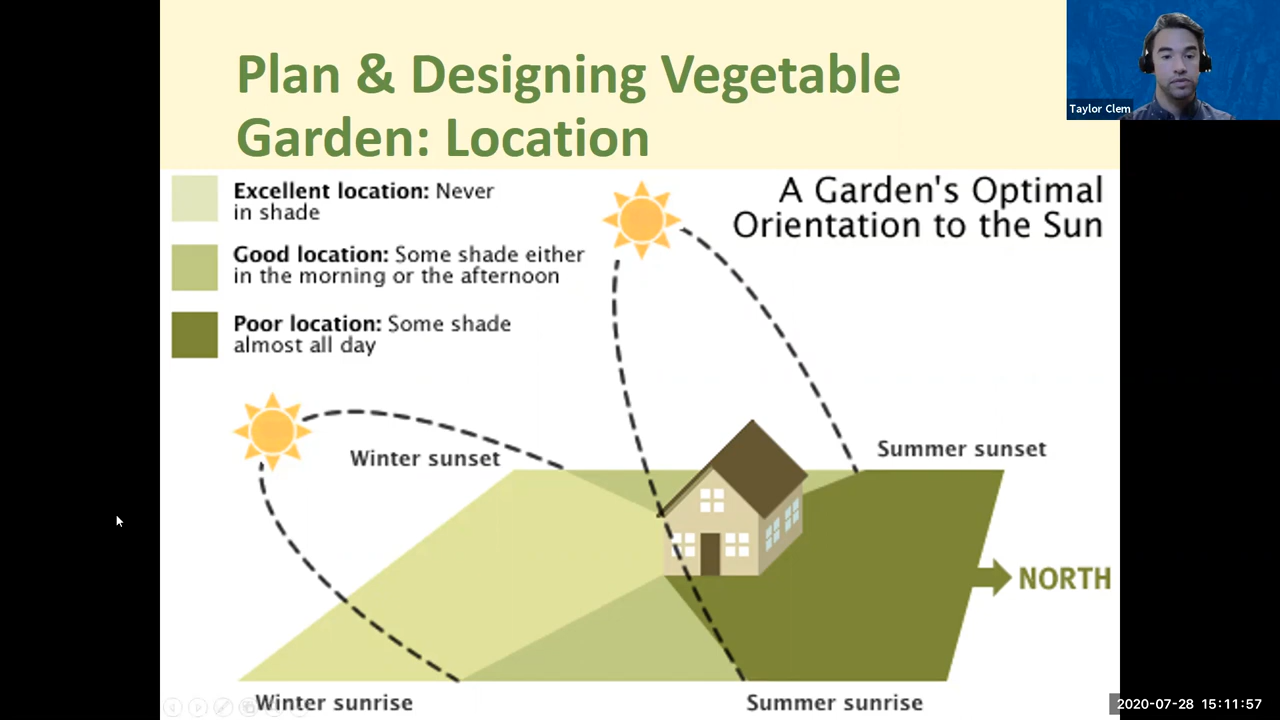 Plan & Designing Vegetable
Garden: Location
Taylor Clem
Excellent location: Never
in shade
Good location: Some shade either
in the morning or the afternoon
Poor location: Some shade
almost all day
A Garden's Optimal
Orientation to the Sun
Winter sunset
Summer sunset
NORTH
Winter sunrise
Summer sunrise
2020-07-28 15:11:57